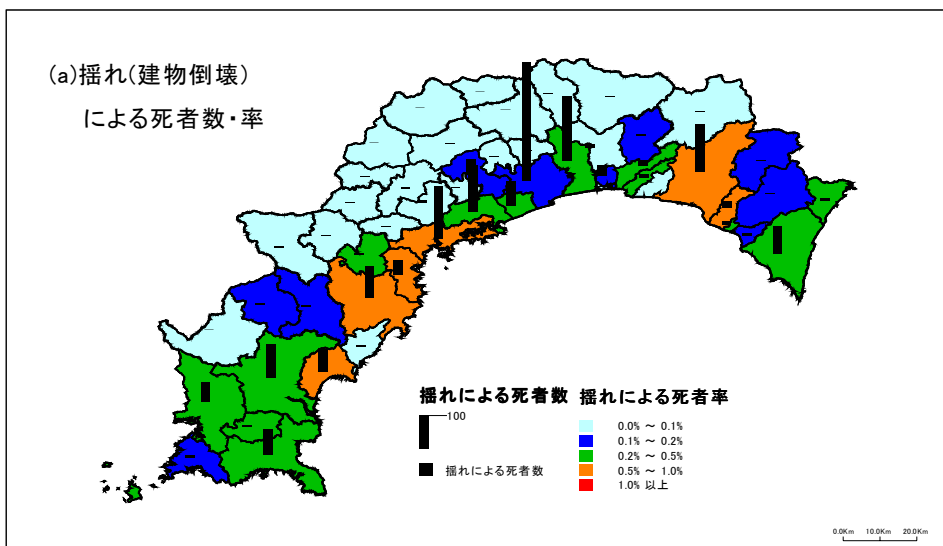 (a)揺れ(建物倒壊)
による死者数・率
揺れによる死者数
100
揺れによる死者数
揺れによる死者率
0.0% ～ 0.1%
0.1% ～ 0.2%
0.2% ～ 0.5%
0.5% ～ 1.0%
1.0% 以上
0.0Km 10.0Km 20.0Km